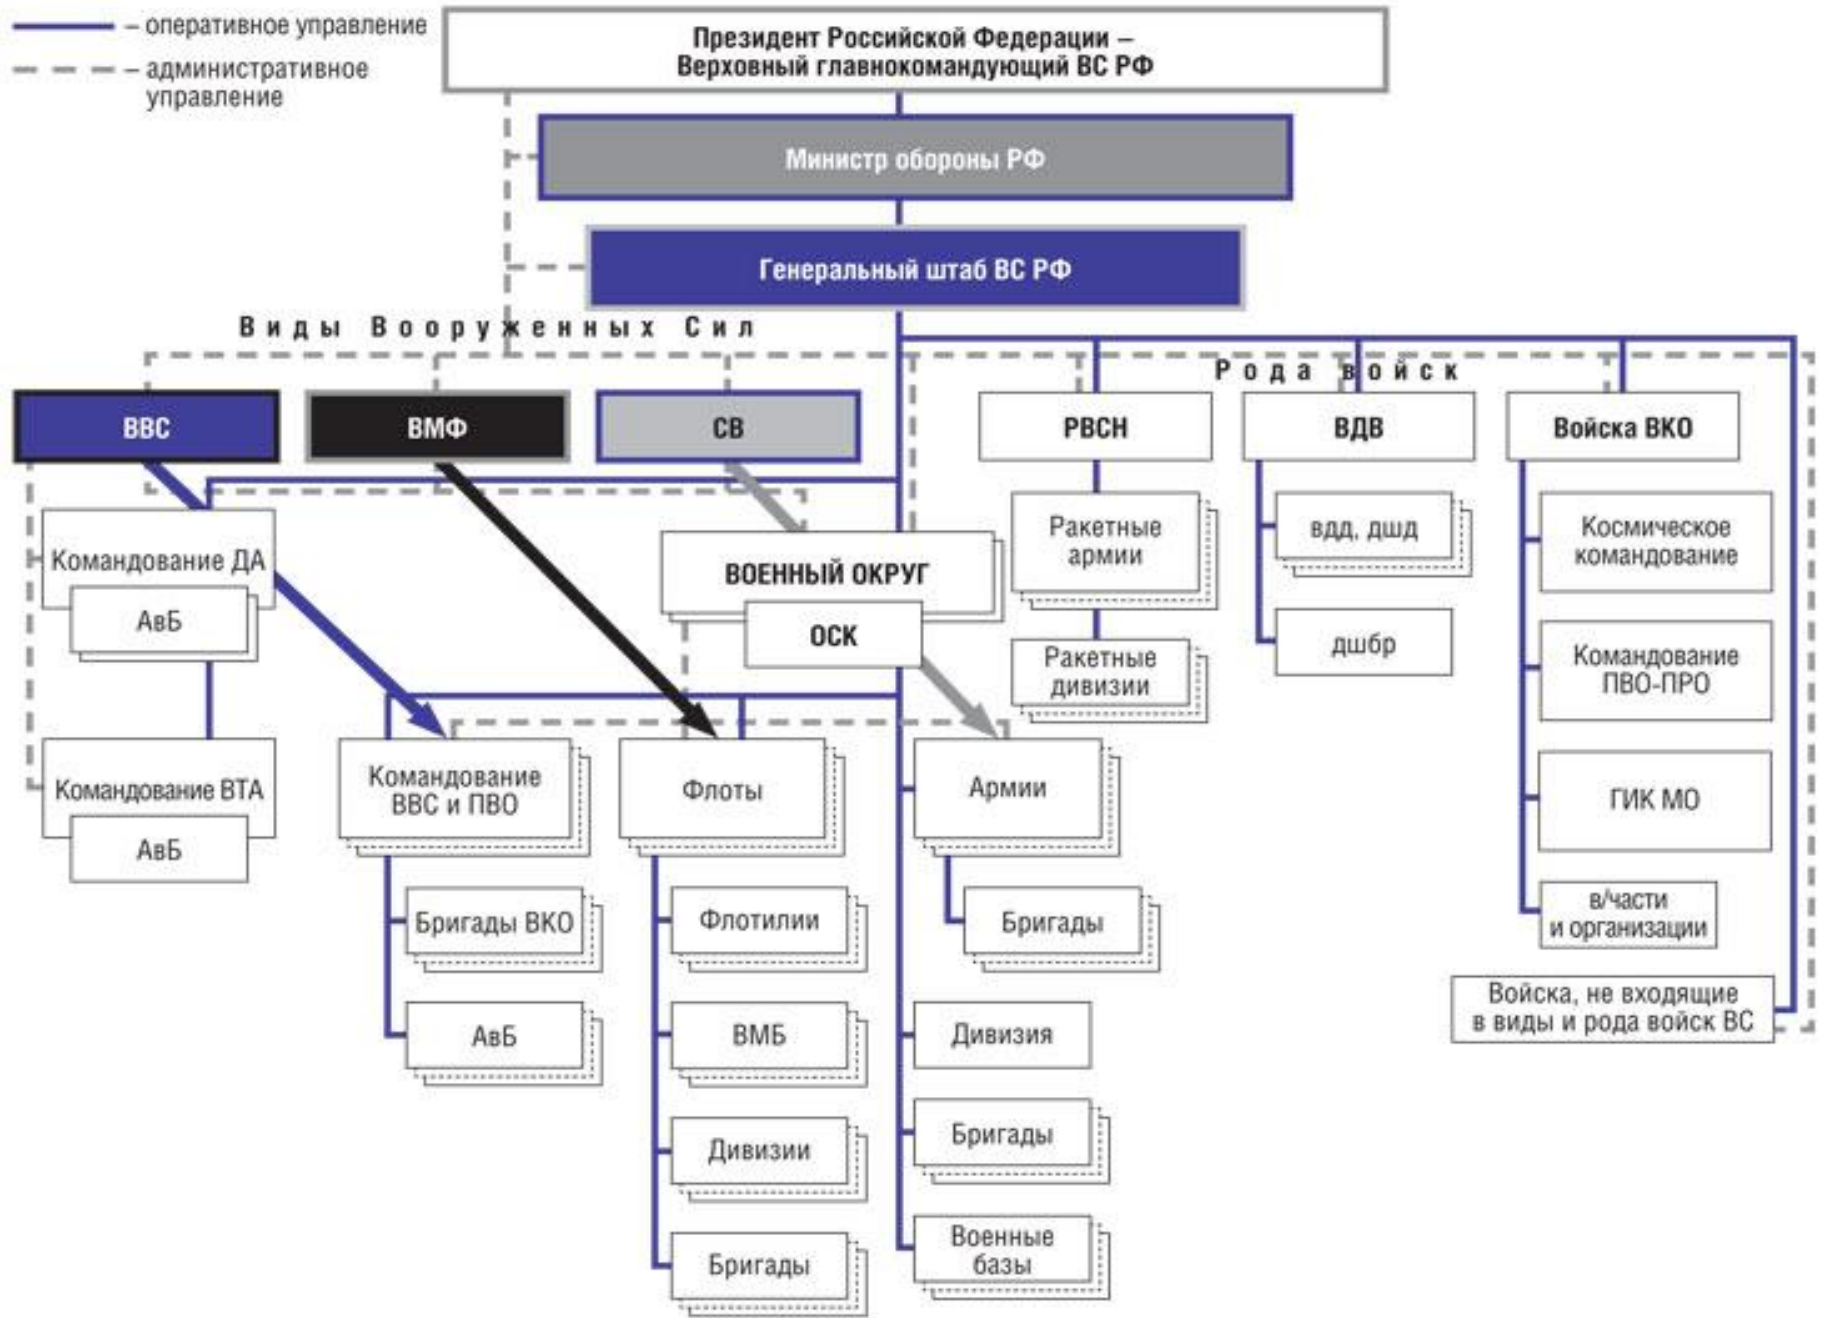 – оперативное управление
– административное
управление
Президент Российской Федерации –
Верховный главнокомандующий ВС РФ
Министр обороны РФ
Генеральный штаб ВС РФ
Виды Вооруженных Сил
Рода войск
ВВС
ВМФ
СВ
РВСН
ВДВ
Войска ВКО
Командование ДА
АвБ
Командование ВТА
АвБ
ВОЕННЫЙ ОКРУГ
ОСК
Ракетные
армии
Ракетные
дивизии
вдд, дшд
дшбр
Космическое
командование
Командование
ПВО-ПРО
ГИК МО
в/части
и организации
Войска, не входящие
в виды и рода войск ВС
Командование
ВВС и ПВО
Бригады ВКО
АвБ
Флоты
Флотилии
ВМБ
Дивизии
Бригады
Армии
Бригады
Дивизия
Бригады
Военные
базы